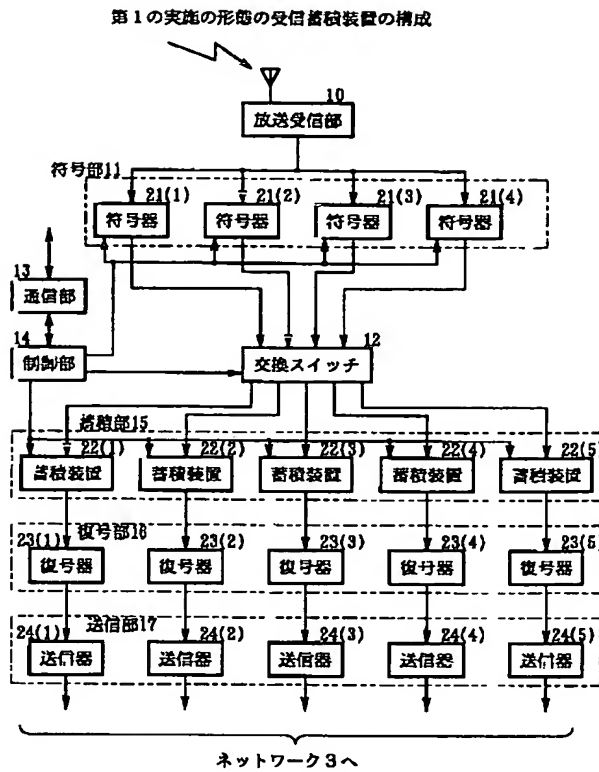 第1の実施の形態の受信蓄積装置の構成
10
放送受信部
符号部11
21(1) 21(2) 21(3) 21(4)
符号器 符号器 符号器 符号器
13
通信部
14 12
制御部 交換スイッチ
蓄積部15
22(1) 22(2) 22(3) 22(4) 22(5)
蓄積装置 蓄積装置 蓄積装置 蓄積装置 蓄積装置
復号部16
23(1) 23(2) 23(3) 23(4) 23(5)
復号器 復号器 復号器 復号器 復号器
送信部17
24(1) 24(2) 24(3) 24(4) 24(5)
送信器 送信器 送信器 送信器 送信器
ネットワーク3へ